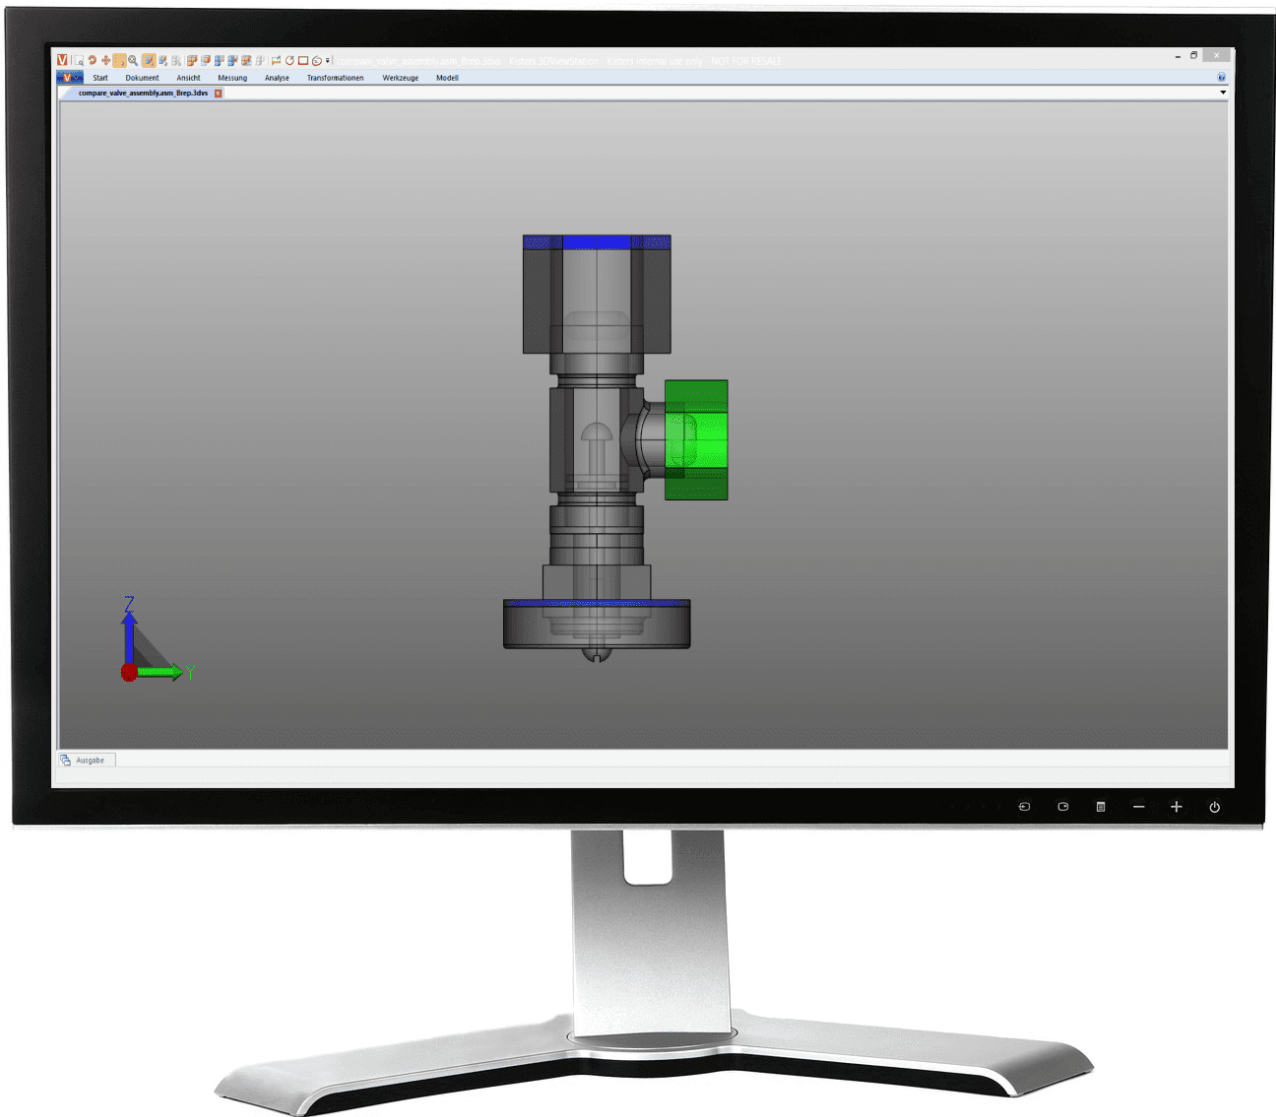 compare_valve_assembly.asm_Brep.3dvs - Kisters 3DViewStation - Kisters internal use only - NOT FOR RESALE
V Start Dokument Ansicht Messung Analyse Transformationen Werkzeuge Modell
compare_valve_assembly.asm_Brep.3dvs
Z
Y
Ausgabe